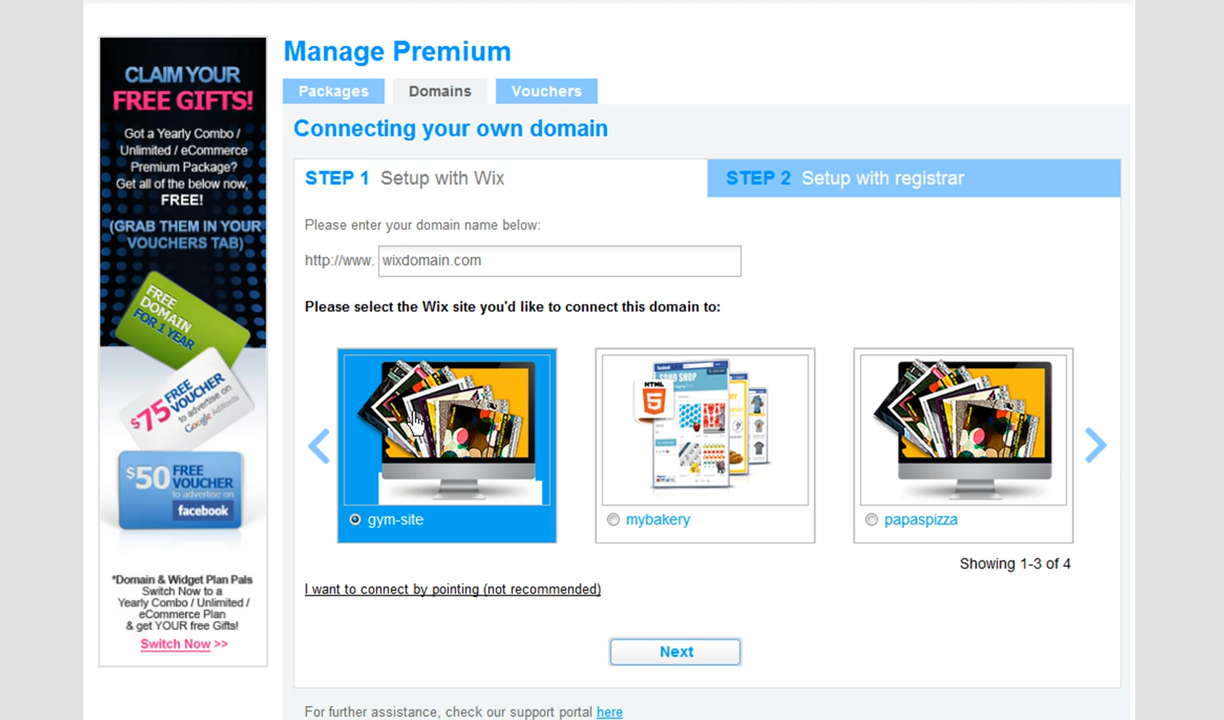 CLAIM YOUR
FREE GIFTS!
Got a Yearly Combo /
Unlimited / eCommerce
Premium Package?
Get all of the below now,
FREE!
(GRAB THEM IN YOUR
VOUCHERS TAB)
FREE
DOMAIN
FOR 1 YEAR
$75 FREE
VOUCHER
to advertise on
Google AdWords
$50 FREE
VOUCHER
to advertise on
facebook
*Domain & Widget Plan Pals
Switch Now to a
Yearly Combo / Unlimited /
eCommerce Plan
& get YOUR free Gifts!
Switch Now >>
Manage Premium
Packages Domains Vouchers
Connecting your own domain
STEP 1 Setup with Wix
STEP 2 Setup with registrar
Please enter your domain name below:
http://www. wixdomain.com
Please select the Wix site you'd like to connect this domain to:
HTML
5
SHOP
gym-site
mybakery
papaspizza
Showing 1-3 of 4
I want to connect by pointing (not recommended)
Next
For further assistance, check our support portal here